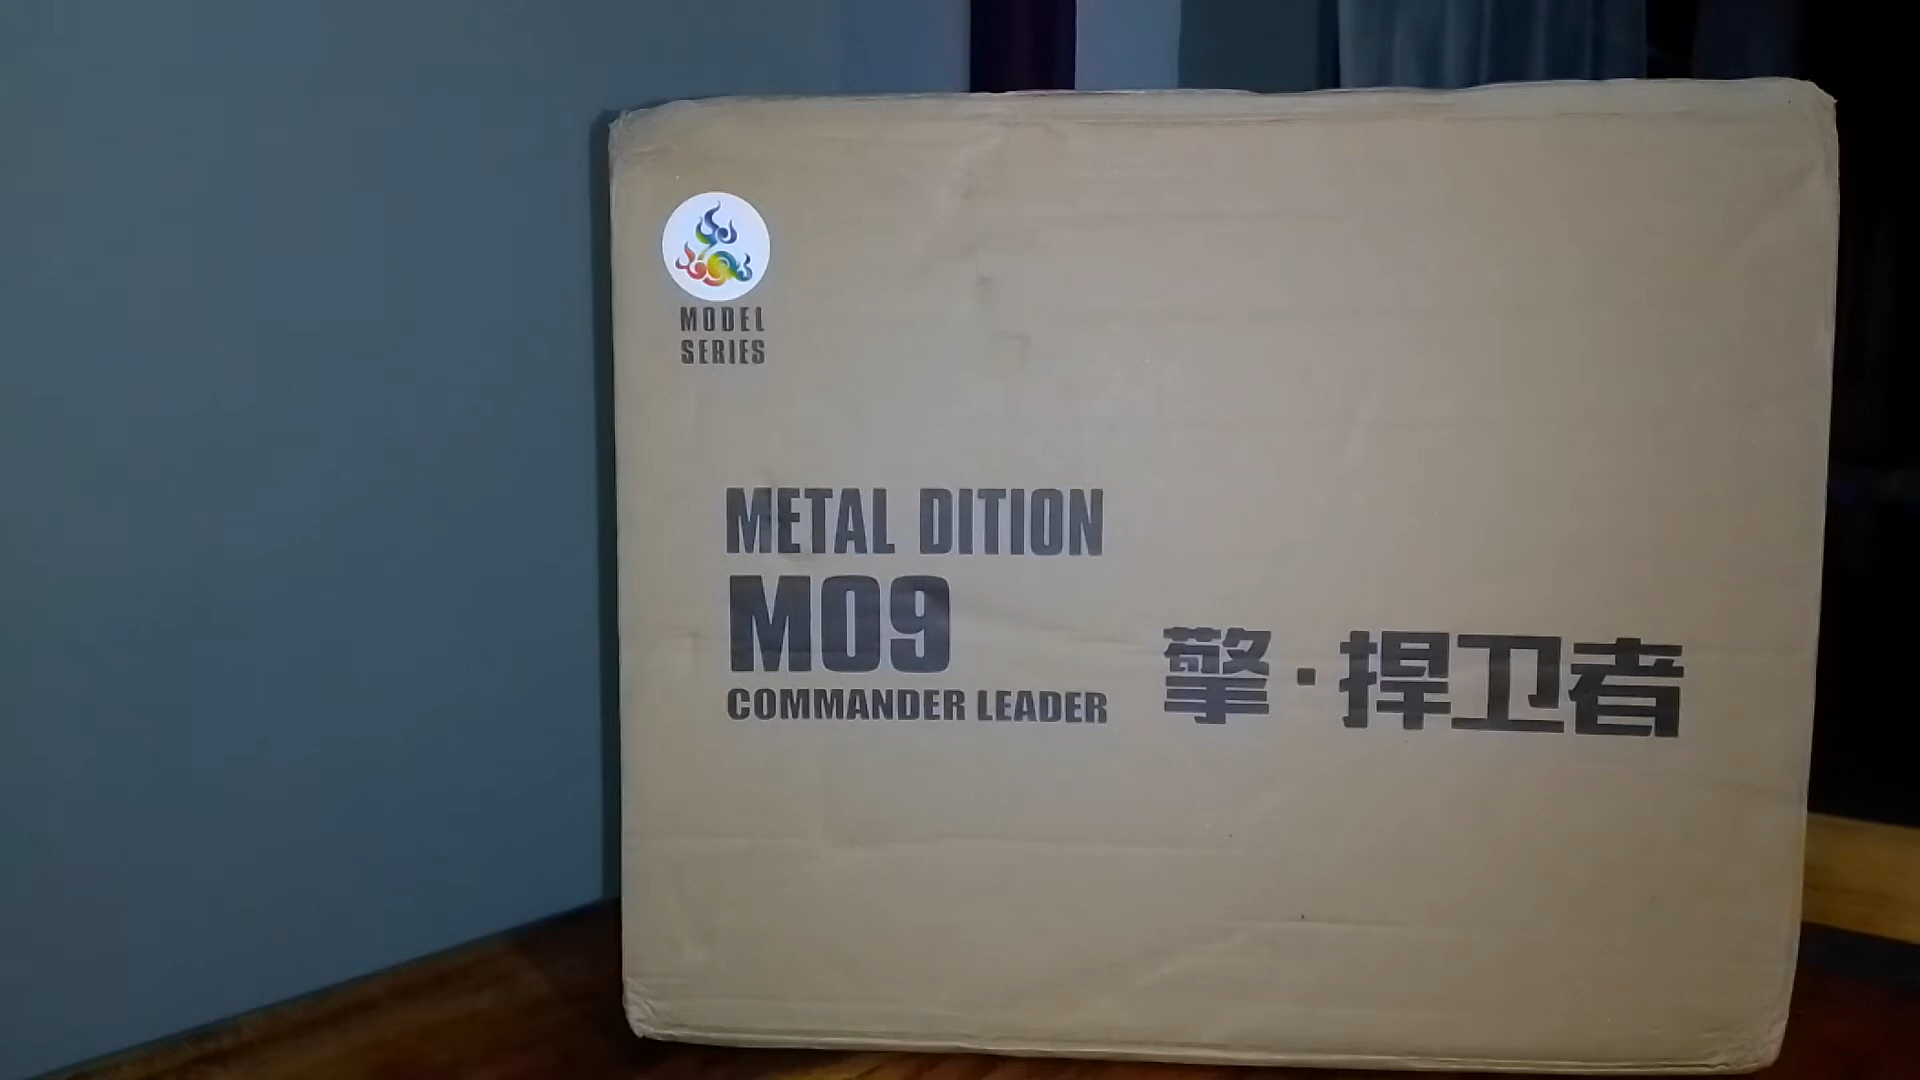 MODEL
SERIES
METAL DITION
M09
COMMANDER LEADER
擎·捍卫者